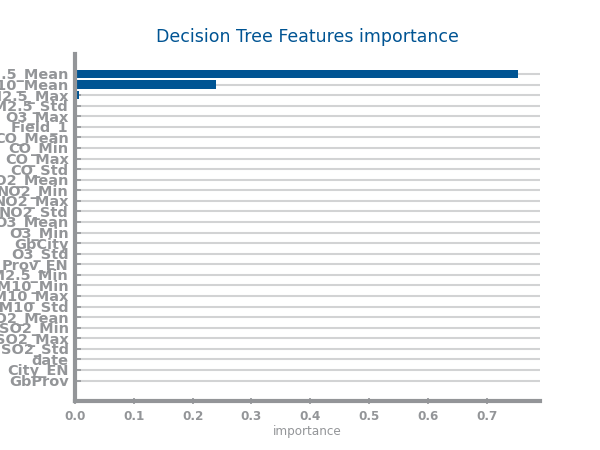 Decision Tree Features importance
.5_Mean
10_Mean
2.5_Max
M2.5_Std
O3_Max
Field_1
CO_Mean
CO_Min
CO_Max
CO_Std
O2_Mean
NO2_Min
NO2_Max
NO2_Std
O3_Mean
O3_Min
GbCity
O3_Std
Prov_EN
M2.5_Min
M10_Min
M10_Max
M10_Std
O2_Mean
SO2_Min
SO2_Max
SO2_Std
date
City_EN
GbProv
0.0 0.1 0.2 0.3 0.4 0.5 0.6 0.7
importance